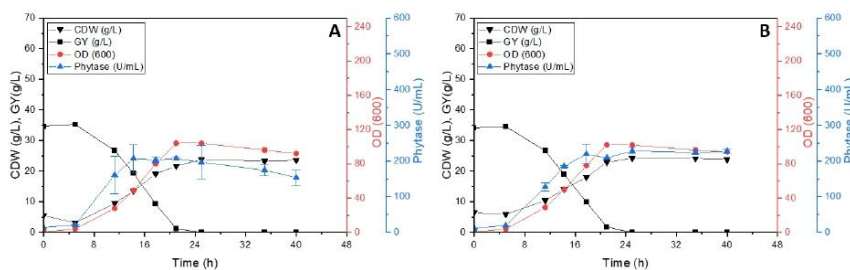 A
CDW (g/L)
GY (g/L)
OD (600)
Phytase (U/mL)
CDW (g/L), GY(g/L)
70
60
50
40
30
20
10
0
0 8 16 24 32 40 48
Time (h)
240
200
160
120
80
40
0
OD (600)
600
500
400
300
200
100
0
Phytase (U/mL)
B
CDW (g/L)
GY (g/L)
OD (600)
Phytase (U/mL)
CDW (g/L), GY(g/L)
70
60
50
40
30
20
10
0
0 8 16 24 32 40 48
Time (h)
240
200
160
120
80
40
0
OD (600)
600
500
400
300
200
100
0
Phytase (U/mL)